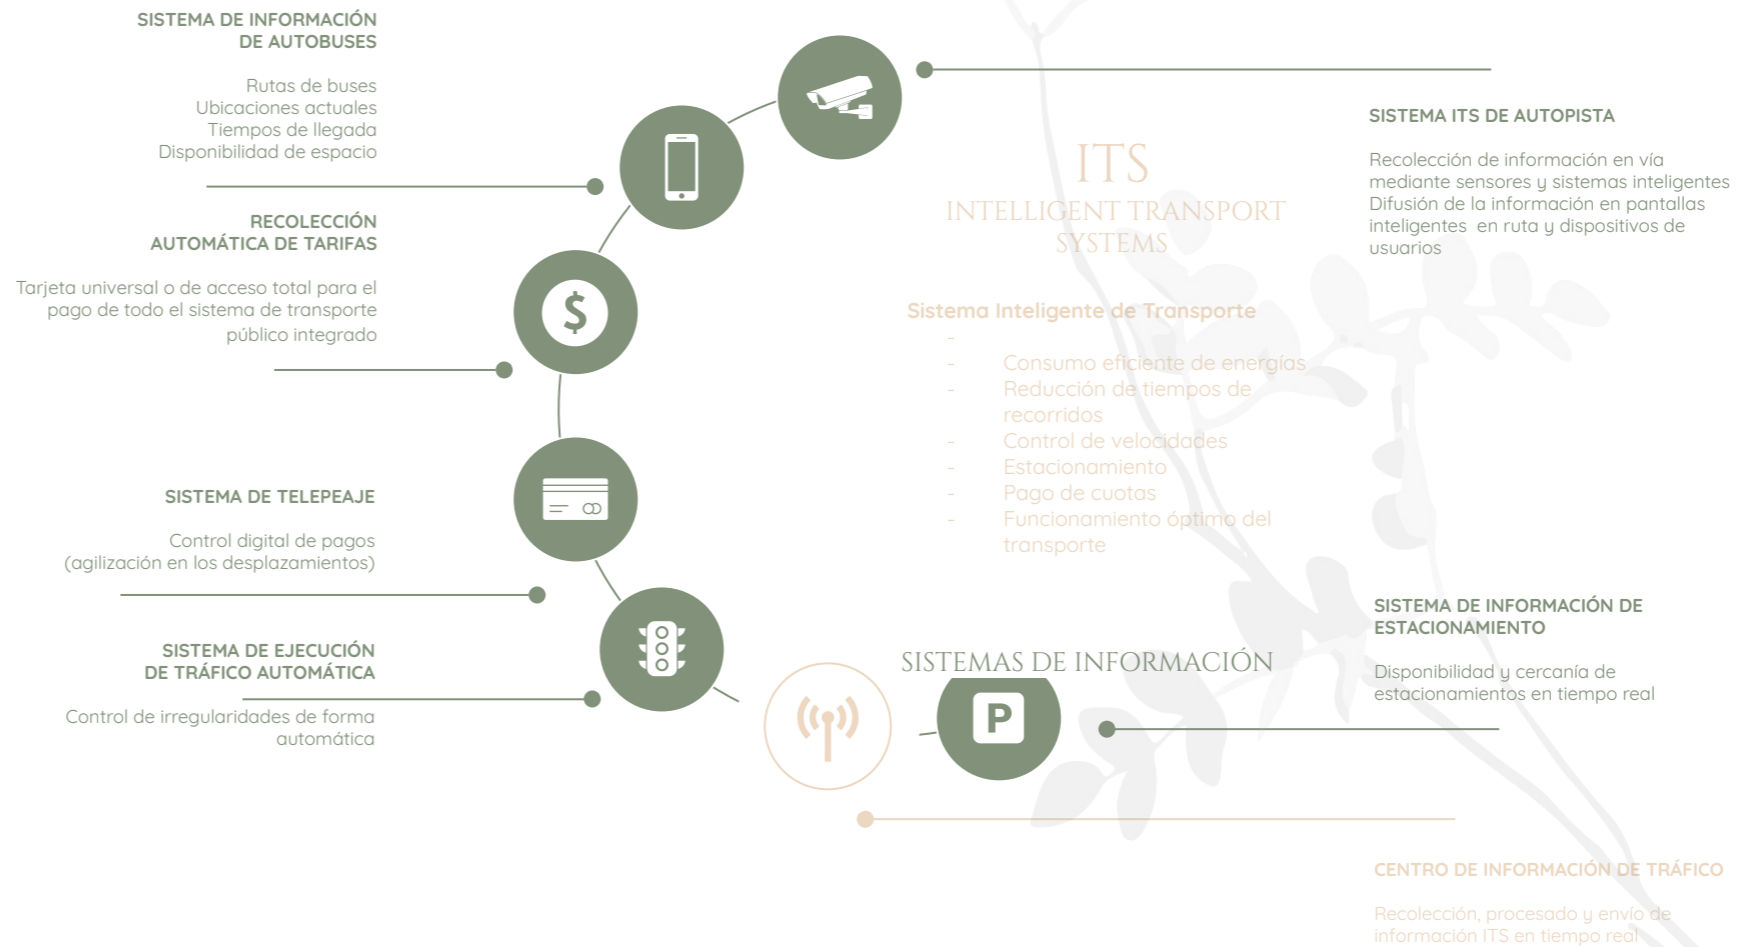 SISTEMA DE INFORMACIÓN
DE AUTOBUSES
Rutas de buses
Ubicaciones actuales
Tiempos de llegada
Disponibilidad de espacio
RECOLECCIÓN
AUTOMÁTICA DE TARIFAS
Tarjeta universal o de acceso total para el
pago de todo el sistema de transporte
público integrado
$
SISTEMA DE TELEPEAJE
Control digital de pagos
(agilización en los desplazamientos)
SISTEMA DE EJECUCIÓN
DE TRÁFICO AUTOMÁTICA
Control de irregularidades de forma
automática
ITS
INTELLIGENT TRANSPORT
SYSTEMS
Sistema Inteligente de Transporte
-
- Consumo eficiente de energías
- Reducción de tiempos de
recorridos
- Control de velocidades
- Estacionamiento
- Pago de cuotas
- Funcionamiento óptimo del
transporte
SISTEMAS DE INFORMACIÓN
P
SISTEMA ITS DE AUTOPISTA
Recolección de información en vía
mediante sensores y sistemas inteligentes
Difusión de la información en pantallas
inteligentes en ruta y dispositivos de
usuarios
SISTEMA DE INFORMACIÓN DE
ESTACIONAMIENTO
Disponibilidad y cercanía de
estacionamientos en tiempo real
CENTRO DE INFORMACIÓN DE TRÁFICO
Recolección, procesado y envío de
información ITS en tiempo real